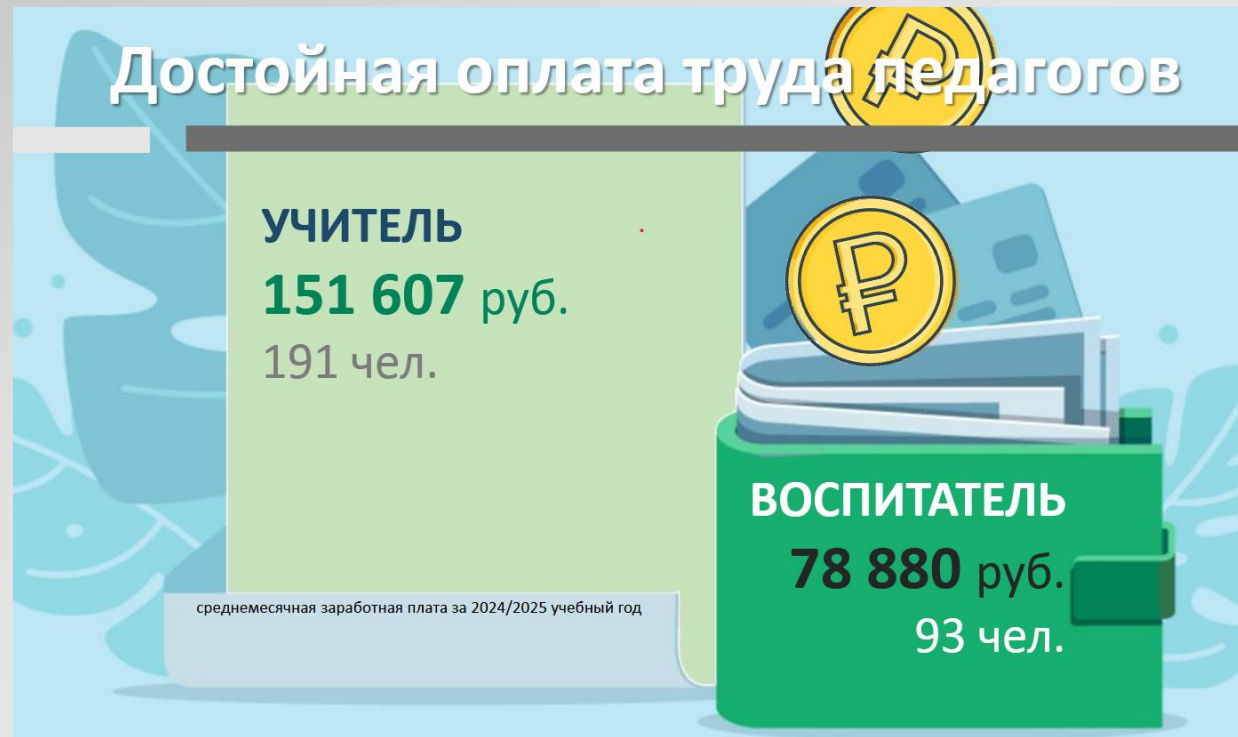 Достойная оплата труда педагогов
УЧИТЕЛЬ
151 607 руб.
191 чел.
среднемесячная заработная плата за 2024/2025 учебный год
ВОСПИТАТЕЛЬ
78 880 руб.
93 чел.